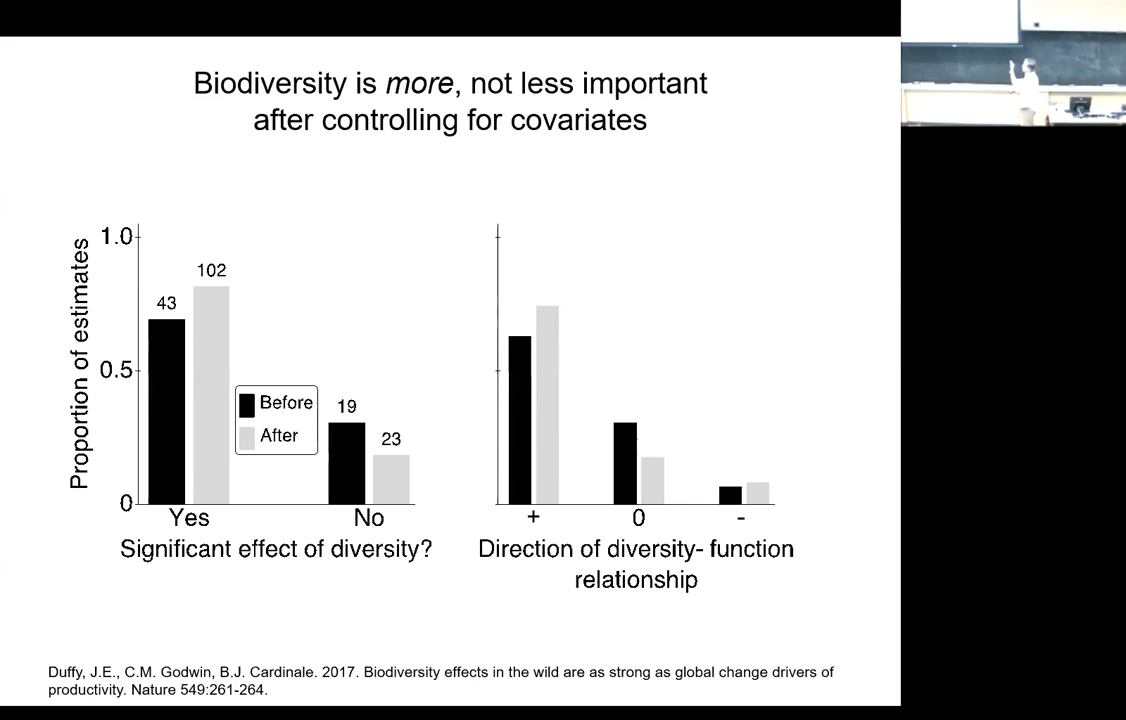 Biodiversity is more, not less important
after controlling for covariates
Proportion of estimates
1.0
0.5
0
43
102
19
23
Before
After
Yes
No
Significant effect of diversity?
+
0
-
Direction of diversity- function
relationship
Duffy, J.E., C.M. Godwin, B.J. Cardinale. 2017. Biodiversity effects in the wild are as strong as global change drivers of
productivity. Nature 549:261-264.